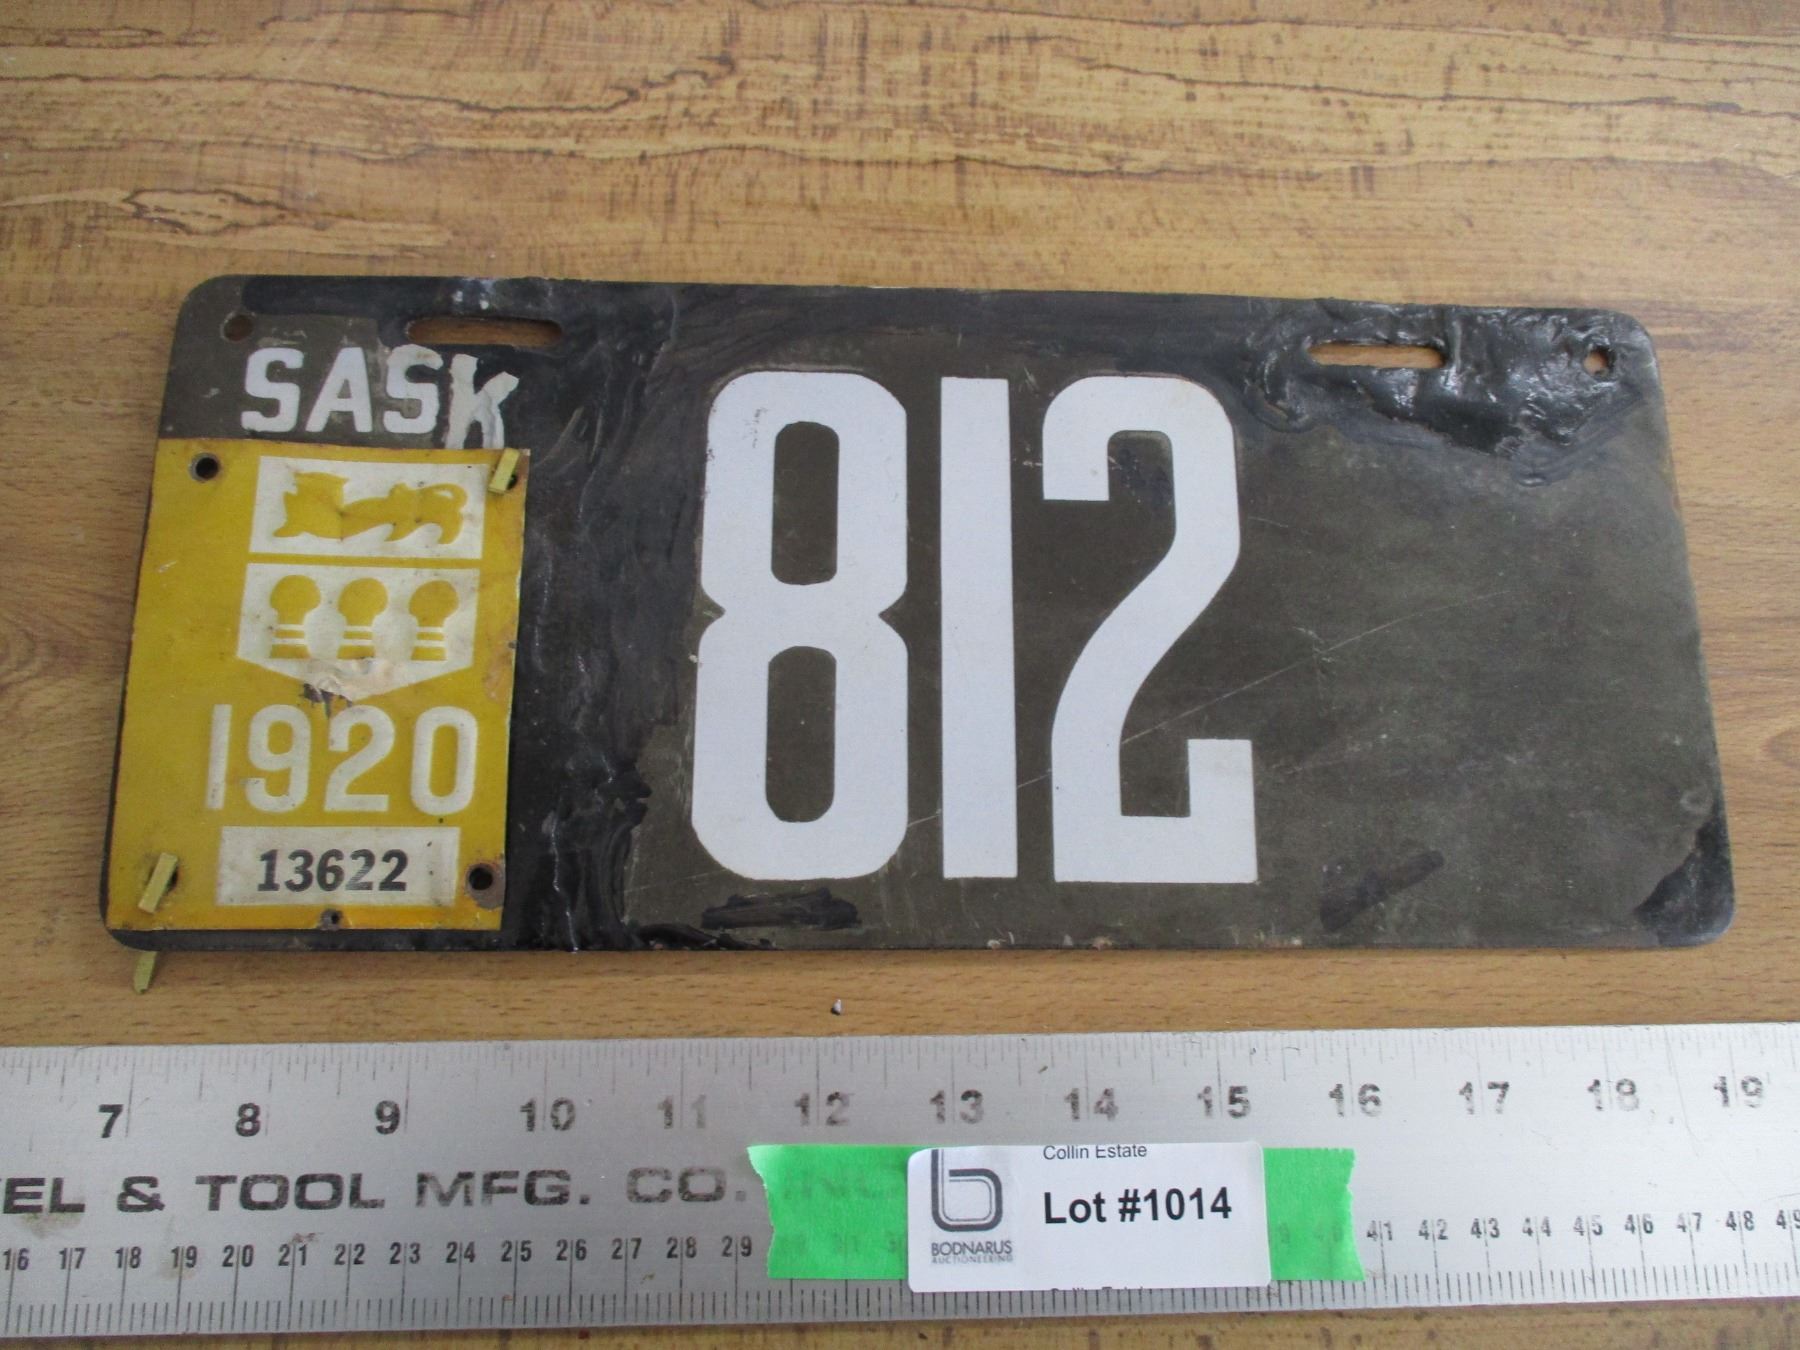 SASK
812
1920
13622
7 8 9 10 11 12 13 14 15 16 17 18 19
& TOOL MFG. CO. INC
Collin Estate
Lot #1014
BODNARUS
AUCTIONEERING
16 17 18 19 20 21 22 23 24 25 26 27 28 29 41 42 43 44 45 46 47 48 49